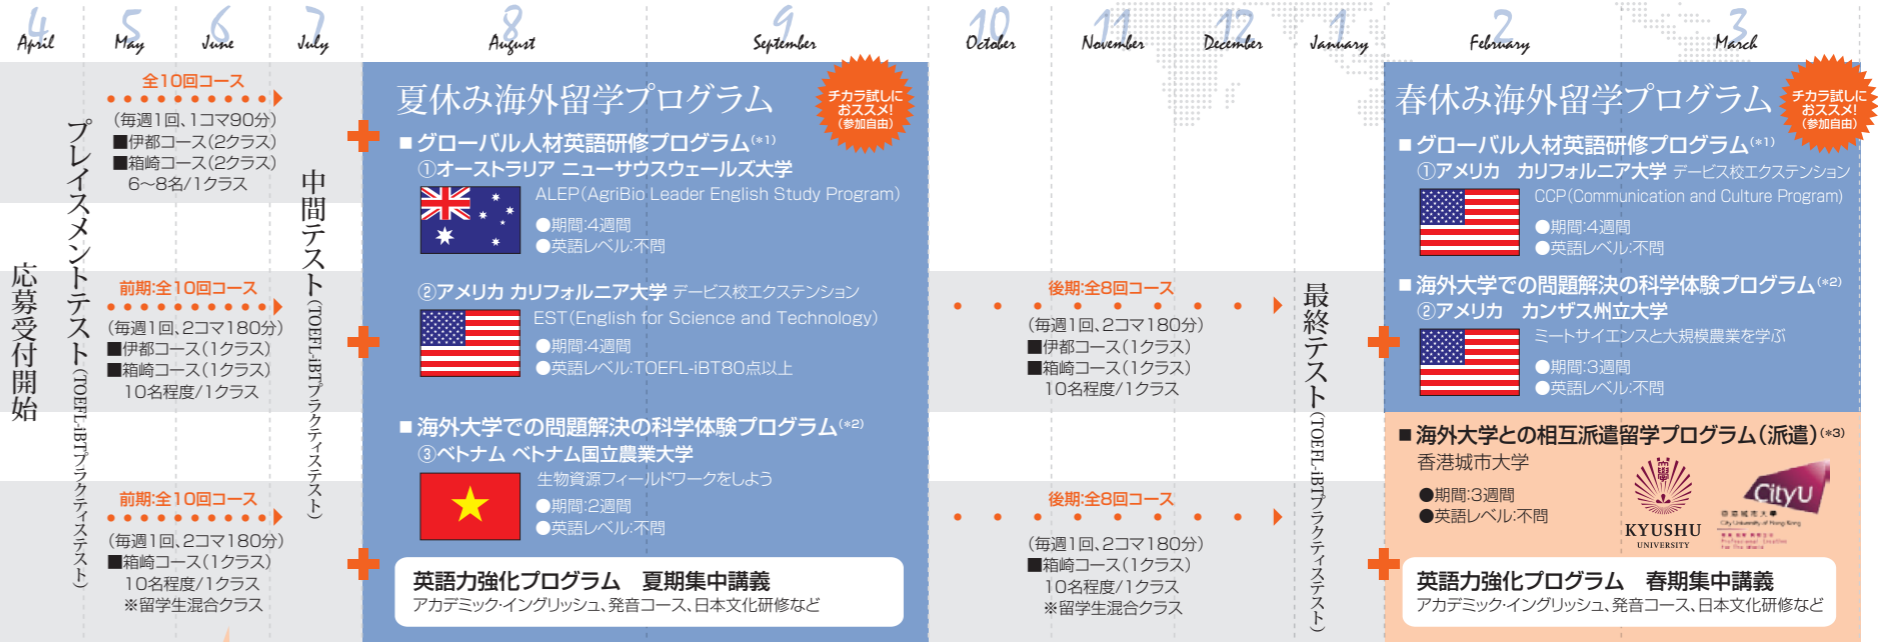 4 April
5 May
6 June
7 July
8 August
9 September
10 October
11 November
12 December
1 January
2 February
3 March
応募受付開始
プレイスメントテスト(TOEFL-iBTプラクティステスト)
全10回コース
(毎週1回、1コマ90分)
■伊都コース(2クラス)
■箱崎コース(2クラス)
6〜8名/1クラス
前期:全10回コース
(毎週1回、2コマ180分)
■伊都コース(1クラス)
■箱崎コース(1クラス)
10名程度/1クラス
前期:全10回コース
(毎週1回、2コマ180分)
■箱崎コース(1クラス)
10名程度/1クラス
※留学生混合クラス
中間テスト(TOEFL-iBTプラクティステスト)
夏休み海外留学プログラム
チカラ試しに
おススメ!
(参加自由)
■グローバル人材英語研修プログラム(*1)
①オーストラリア ニューサウスウェールズ大学
ALEP(AgriBio Leader English Study Program)
●期間:4週間
●英語レベル:不問
②アメリカ カリフォルニア大学 デービス校エクステンション
EST(English for Science and Technology)
●期間:4週間
●英語レベル:TOEFL-iBT80点以上
■海外大学での問題解決の科学体験プログラム(*2)
③ベトナム ベトナム国立農業大学
生物資源フィールドワークをしよう
●期間:2週間
●英語レベル:不問
英語力強化プログラム 夏期集中講義
アカデミック・イングリッシュ、発音コース、日本文化研修など
後期:全8回コース
(毎週1回、2コマ180分)
■伊都コース(1クラス)
■箱崎コース(1クラス)
10名程度/1クラス
後期:全8回コース
(毎週1回、2コマ180分)
■箱崎コース(1クラス)
10名程度/1クラス
※留学生混合クラス
最終テスト(TOEFL-iBTプラクティステスト)
春休み海外留学プログラム
チカラ試しに
おススメ!
(参加自由)
■グローバル人材英語研修プログラム(*1)
①アメリカ カリフォルニア大学 デービス校エクステンション
CCP(Communication and Culture Program)
●期間:4週間
●英語レベル:不問
■海外大学での問題解決の科学体験プログラム(*2)
②アメリカ カンザス州立大学
ミートサイエンスと大規模農業を学ぶ
●期間:3週間
●英語レベル:不問
■海外大学との相互派遣留学プログラム(派遣)(*3)
香港城市大学
●期間:3週間
●英語レベル:不問
KYUSHU
UNIVERSITY
CityU
香港城市大學
City University of Hong Kong
Professional Education
For The World
英語力強化プログラム 春期集中講義
アカデミック・イングリッシュ、発音コース、日本文化研修など